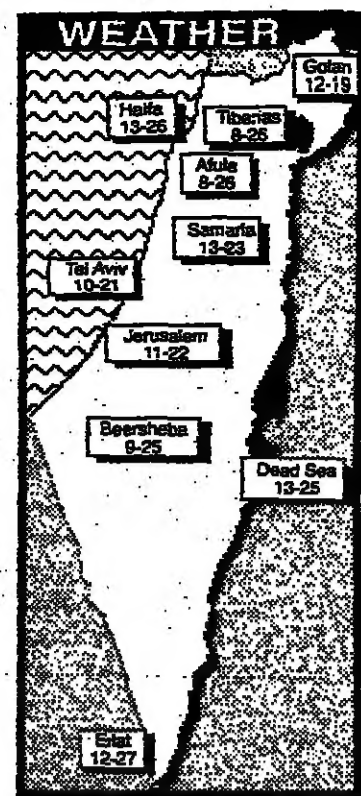 WEATHER
Golan
12-19
Haifa
13-26
Tiberias
8-26
Afula
8-26
Samaria
13-23
Tel Aviv
10-21
Jerusalem
11-22
Beersheba
9-25
Dead Sea
13-25
Eilat
12-27